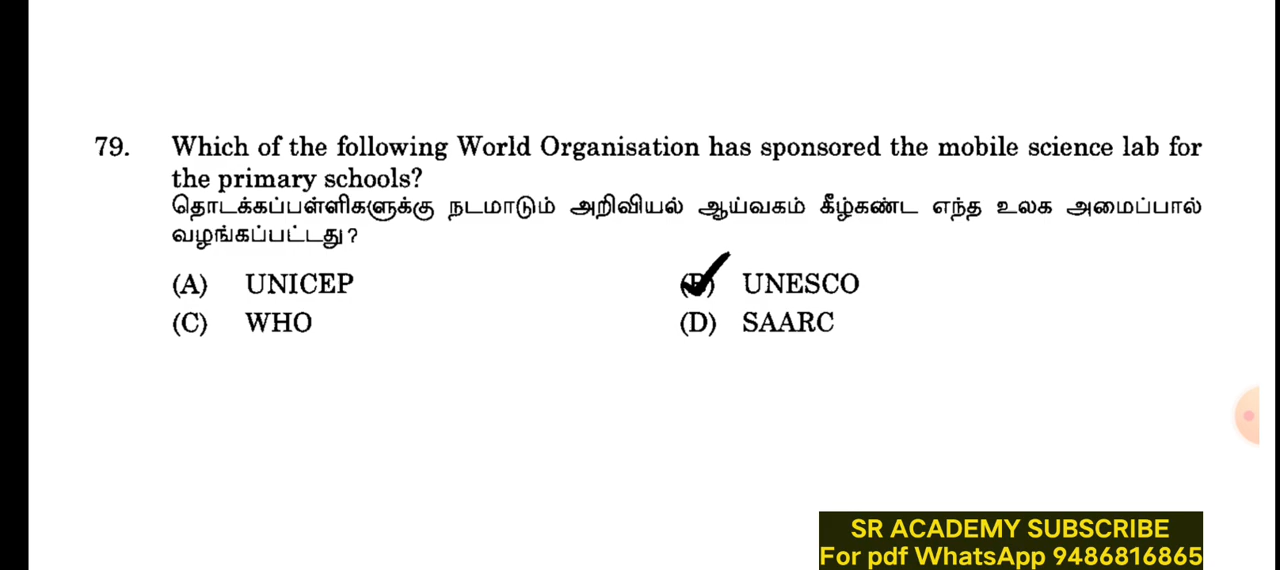 79. Which of the following World Organisation has sponsored the mobile science lab for
the primary schools?
தொடக்கப்பள்ளிகளுக்கு நடமாடும் அறிவியல் ஆய்வகம் கீழ்கண்ட எந்த உலக அமைப்பால்
வழங்கப்பட்டது?
(A) UNICEP (B) UNESCO
(C) WHO (D) SAARC
SR ACADEMY SUBSCRIBE
For pdf WhatsApp 9486816865